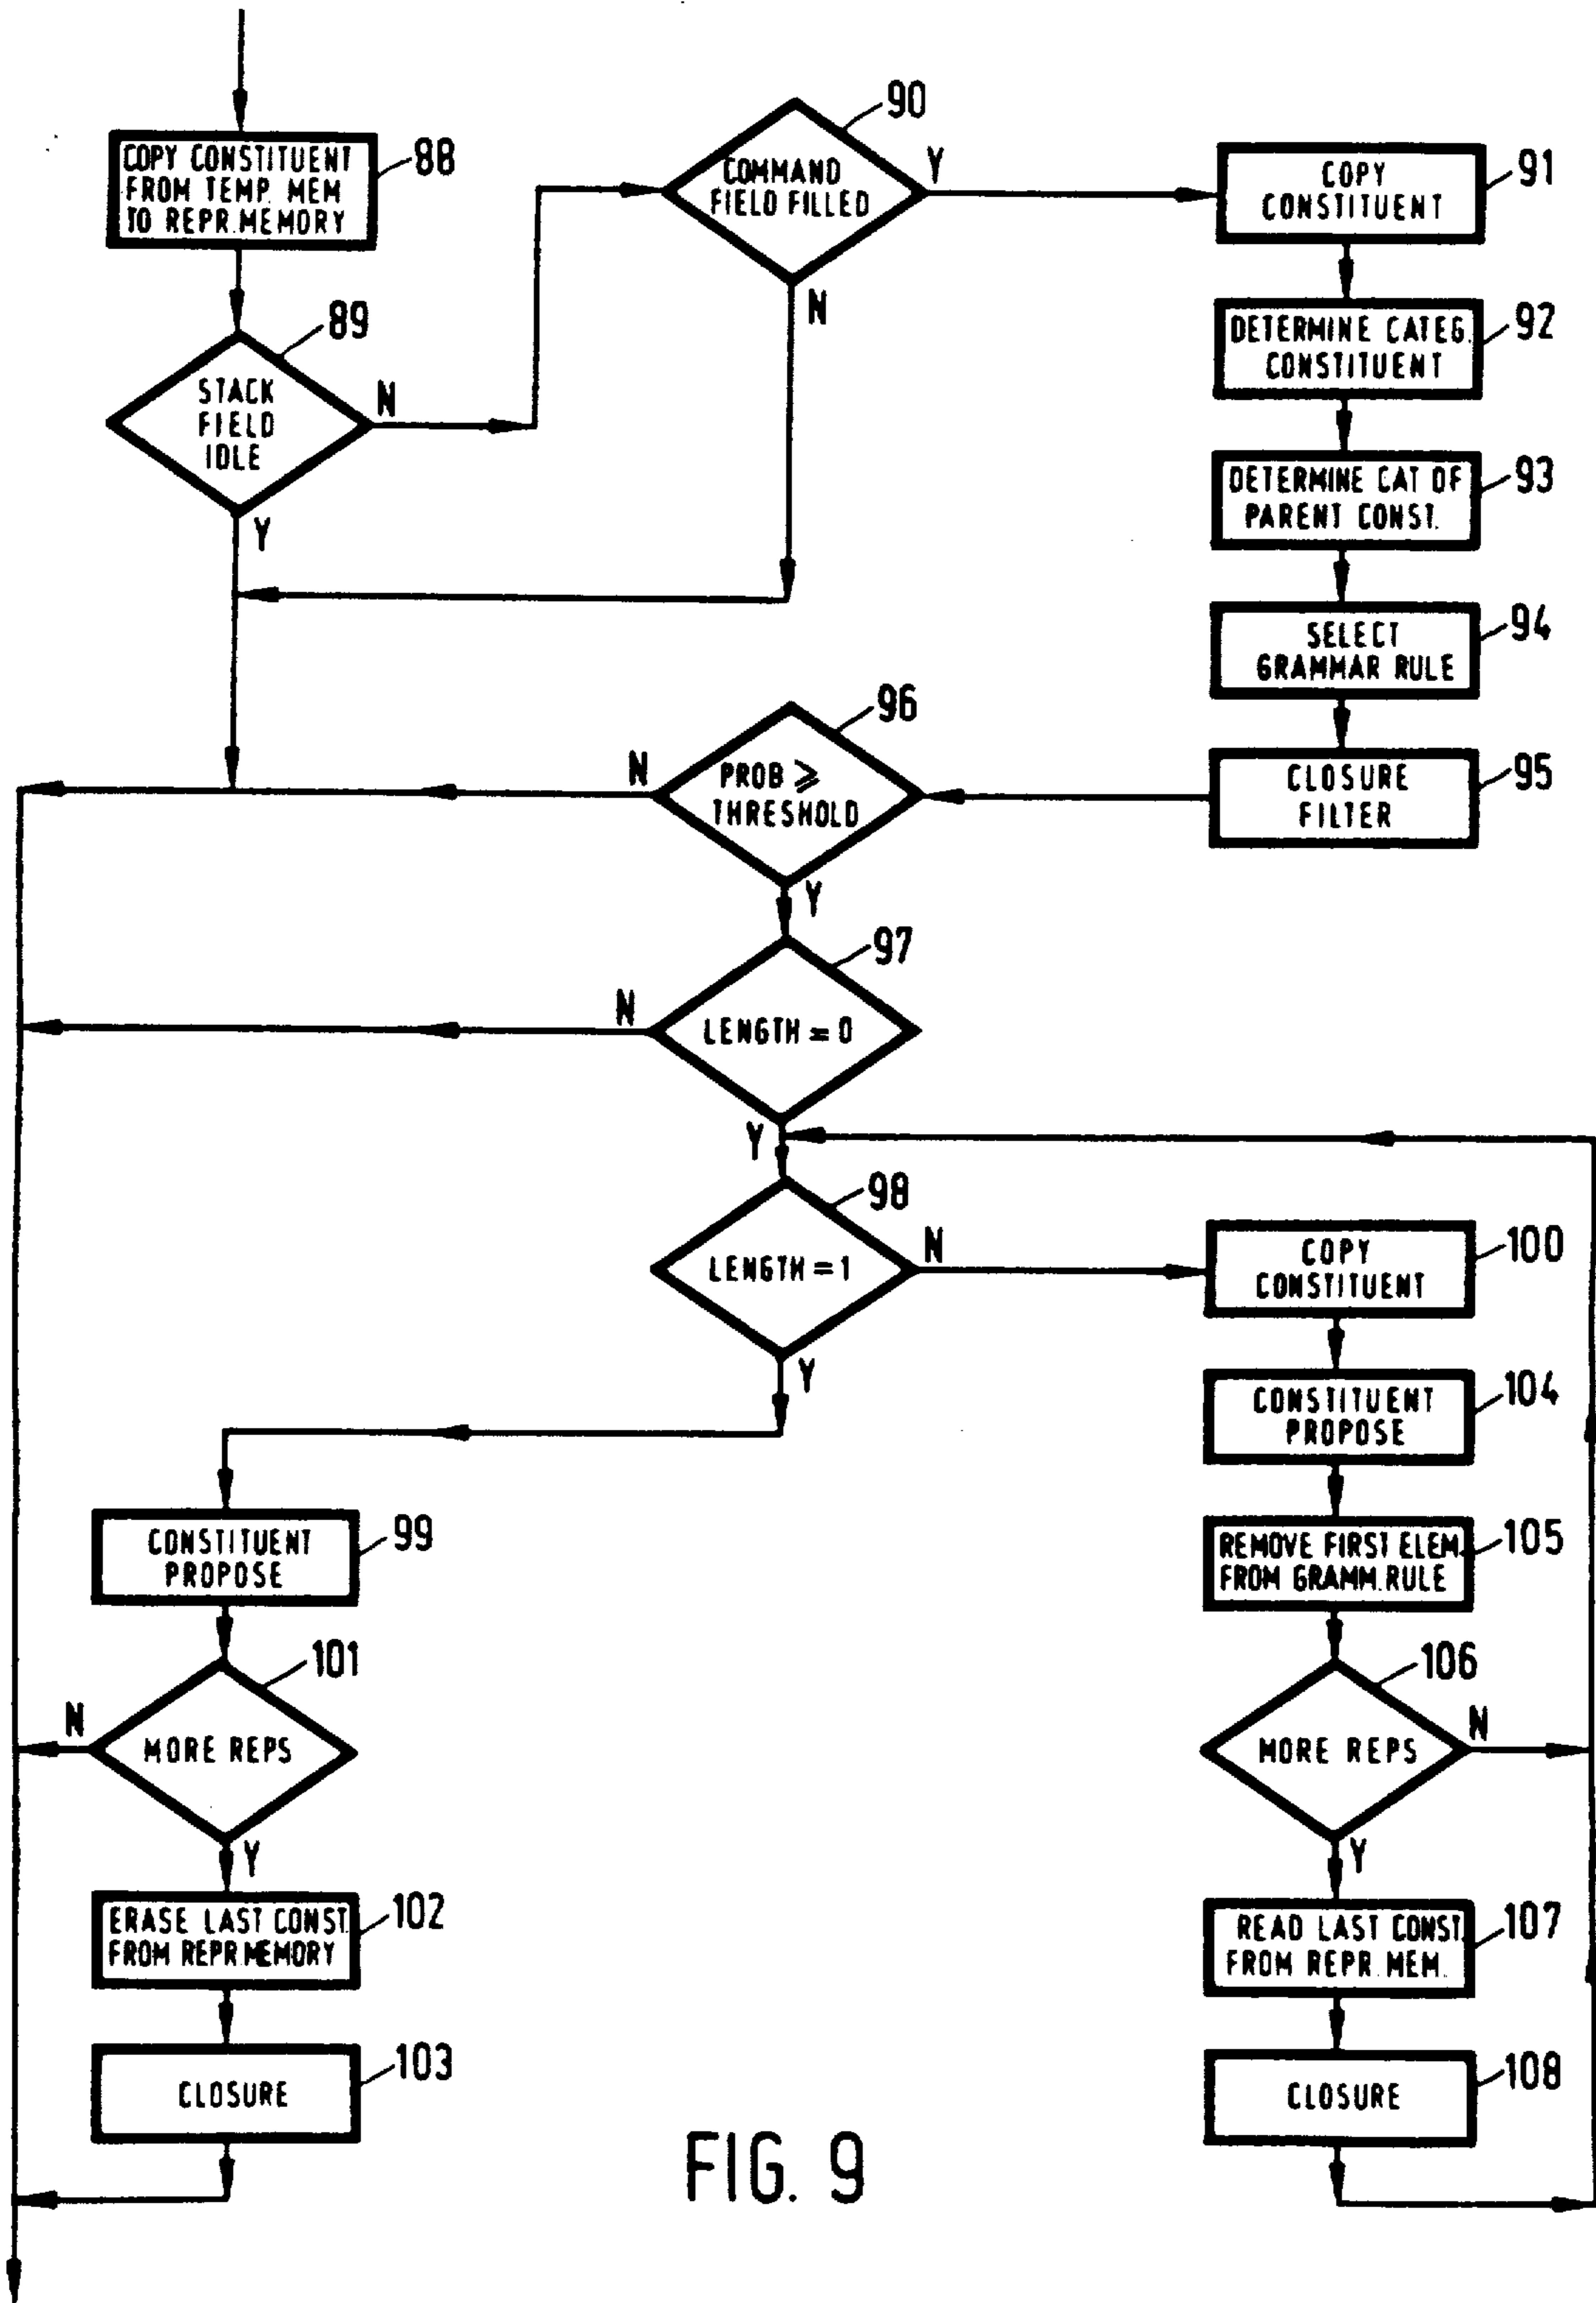 88
COPY CONSTITUENT
FROM TEMP. MEM
TO REPR.MEMORY
89
STACK
FIELD
IDLE
N
Y
90
COMMAND
FIELD FILLED
Y
N
91
COPY
CONSTITUENT
92
DETERMINE CATEG.
CONSTITUENT
93
DETERMINE CAT OF
PARENT CONST.
94
SELECT
GRAMMAR RULE
95
CLOSURE
FILTER
96
PROB ⩾
THRESHOLD
N
Y
97
LENGTH = 0
N
Y
98
LENGTH = 1
N
Y
100
COPY
CONSTITUENT
104
CONSTITUENT
PROPOSE
105
REMOVE FIRST ELEM.
FROM GRAMM.RULE
106
MORE REPS
N
Y
107
READ LAST CONST.
FROM REPR. MEM.
108
CLOSURE
99
CONSTITUENT
PROPOSE
101
MORE REPS
N
Y
102
ERASE LAST CONST.
FROM REPR.MEMORY
103
CLOSURE
FIG. 9